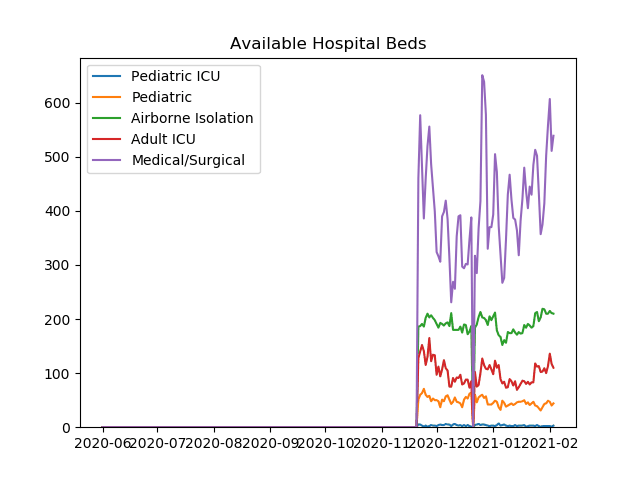 Available Hospital Beds
Pediatric ICU
Pediatric
Airborne Isolation
Adult ICU
Medical/Surgical
600
500
400
300
200
100
0
2020-06 2020-07 2020-08 2020-09 2020-10 2020-11 2020-12 2021-01 2021-02